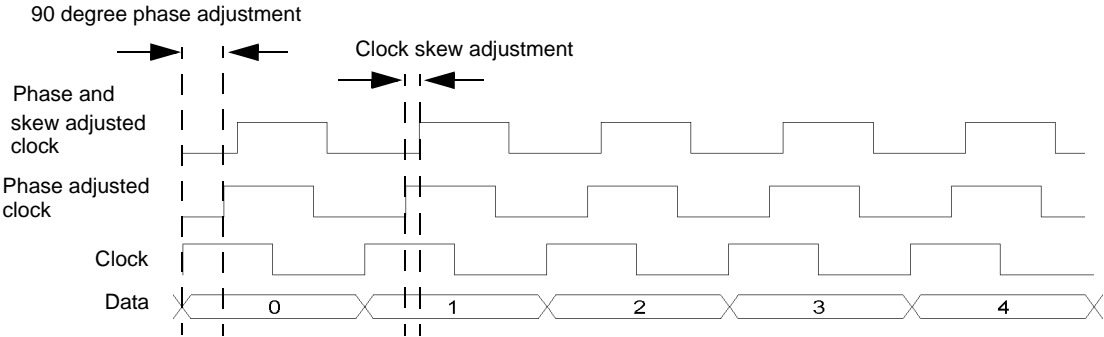 90 degree phase adjustment
Clock skew adjustment
Phase and
skew adjusted
clock
Phase adjusted
clock
Clock
Data
0 1 2 3 4